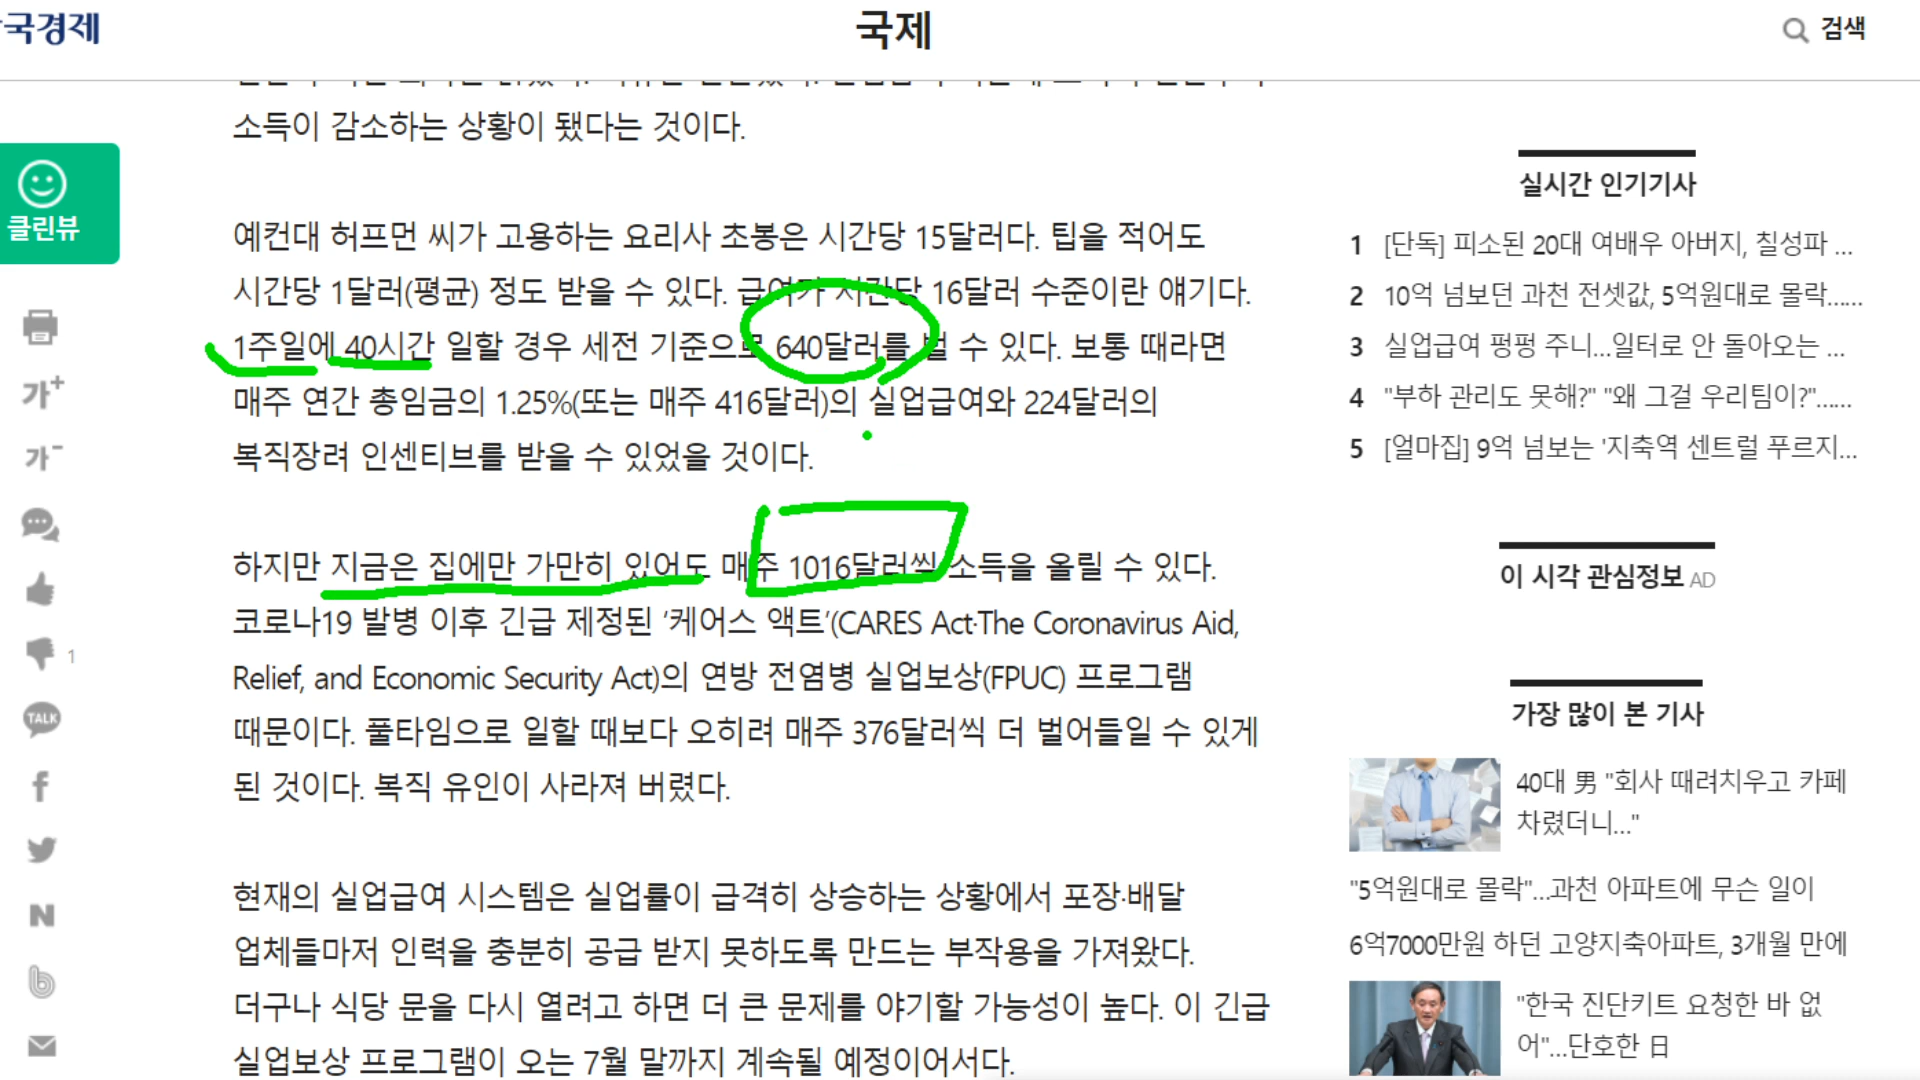 국경제
국제
검색
클린뷰
가+
가-
1
TALK
f
N
b
소득이 감소하는 상황이 됐다는 것이다.
예컨대 허프먼 씨가 고용하는 요리사 초봉은 시간당 15달러다. 팁을 적어도
시간당 1달러(평균) 정도 받을 수 있다. 급여가 시간당 16달러 수준이란 얘기다.
1주일에 40시간 일할 경우 세전 기준으로 640달러를 벌 수 있다. 보통 때라면
매주 연간 총임금의 1.25%(또는 매주 416달러)의 실업급여와 224달러의
복직장려 인센티브를 받을 수 있었을 것이다.
하지만 지금은 집에만 가만히 있어도 매주 1016달러씩 소득을 올릴 수 있다.
코로나19 발병 이후 긴급 제정된 ‘케어스 액트’(CARES Act·The Coronavirus Aid,
Relief, and Economic Security Act)의 연방 전염병 실업보상(FPUC) 프로그램
때문이다. 풀타임으로 일할 때보다 오히려 매주 376달러씩 더 벌어들일 수 있게
된 것이다. 복직 유인이 사라져 버렸다.
현재의 실업급여 시스템은 실업률이 급격히 상승하는 상황에서 포장·배달
업체들마저 인력을 충분히 공급 받지 못하도록 만드는 부작용을 가져왔다.
더구나 식당 문을 다시 열려고 하면 더 큰 문제를 야기할 가능성이 높다. 이 긴급
실업보상 프로그램이 오는 7월 말까지 계속될 예정이어서다.
실시간 인기기사
1 [단독] 피소된 20대 여배우 아버지, 칠성파 ...
2 10억 넘보던 과천 전셋값, 5억원대로 몰락......
3 실업급여 펑펑 주니...일터로 안 돌아오는 ...
4 "부하 관리도 못해?" "왜 그걸 우리팀이?"......
5 [얼마집] 9억 넘보는 '지축역 센트럴 푸르지...
이 시각 관심정보 AD
가장 많이 본 기사
40대 男 "회사 때려치우고 카페
차렸더니..."
"5억원대로 몰락"...과천 아파트에 무슨 일이
6억7000만원 하던 고양지축아파트, 3개월 만에
"한국 진단키트 요청한 바 없
어"...단호한 日